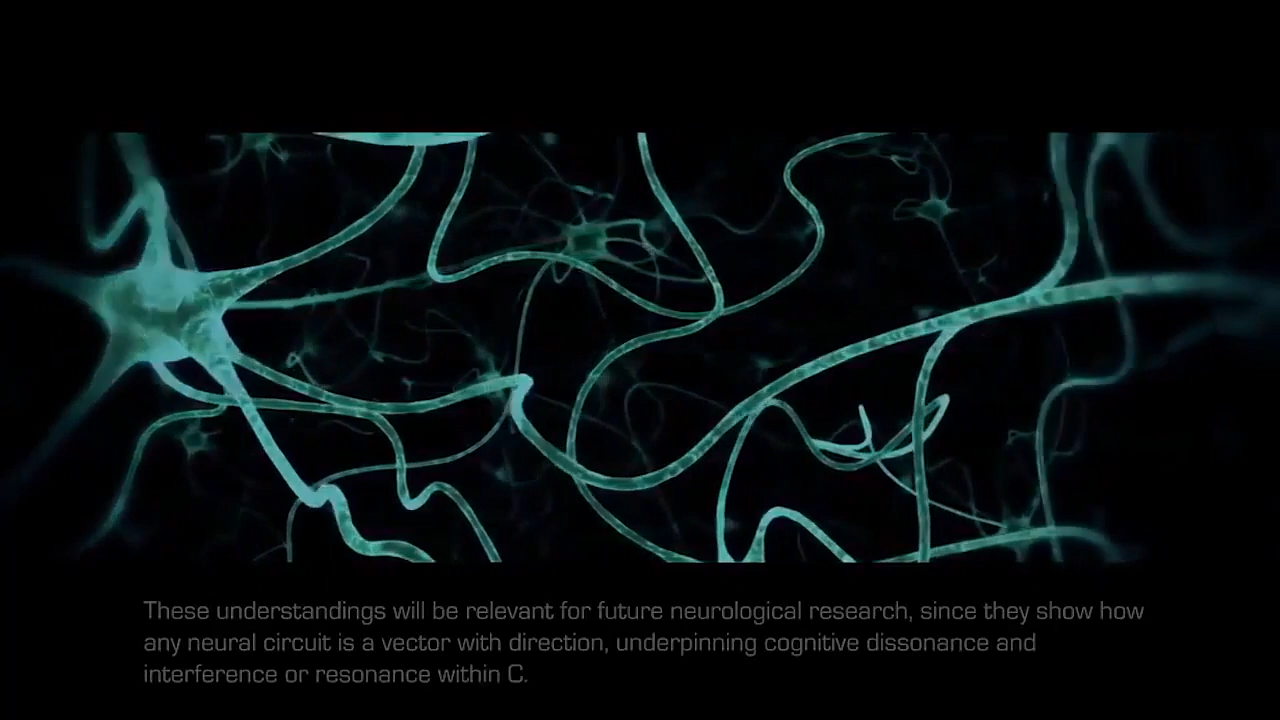 These understandings will be relevant for future neurological research, since they show how
any neural circuit is a vector with direction, underpinning cognitive dissonance and
interference or resonance within C.